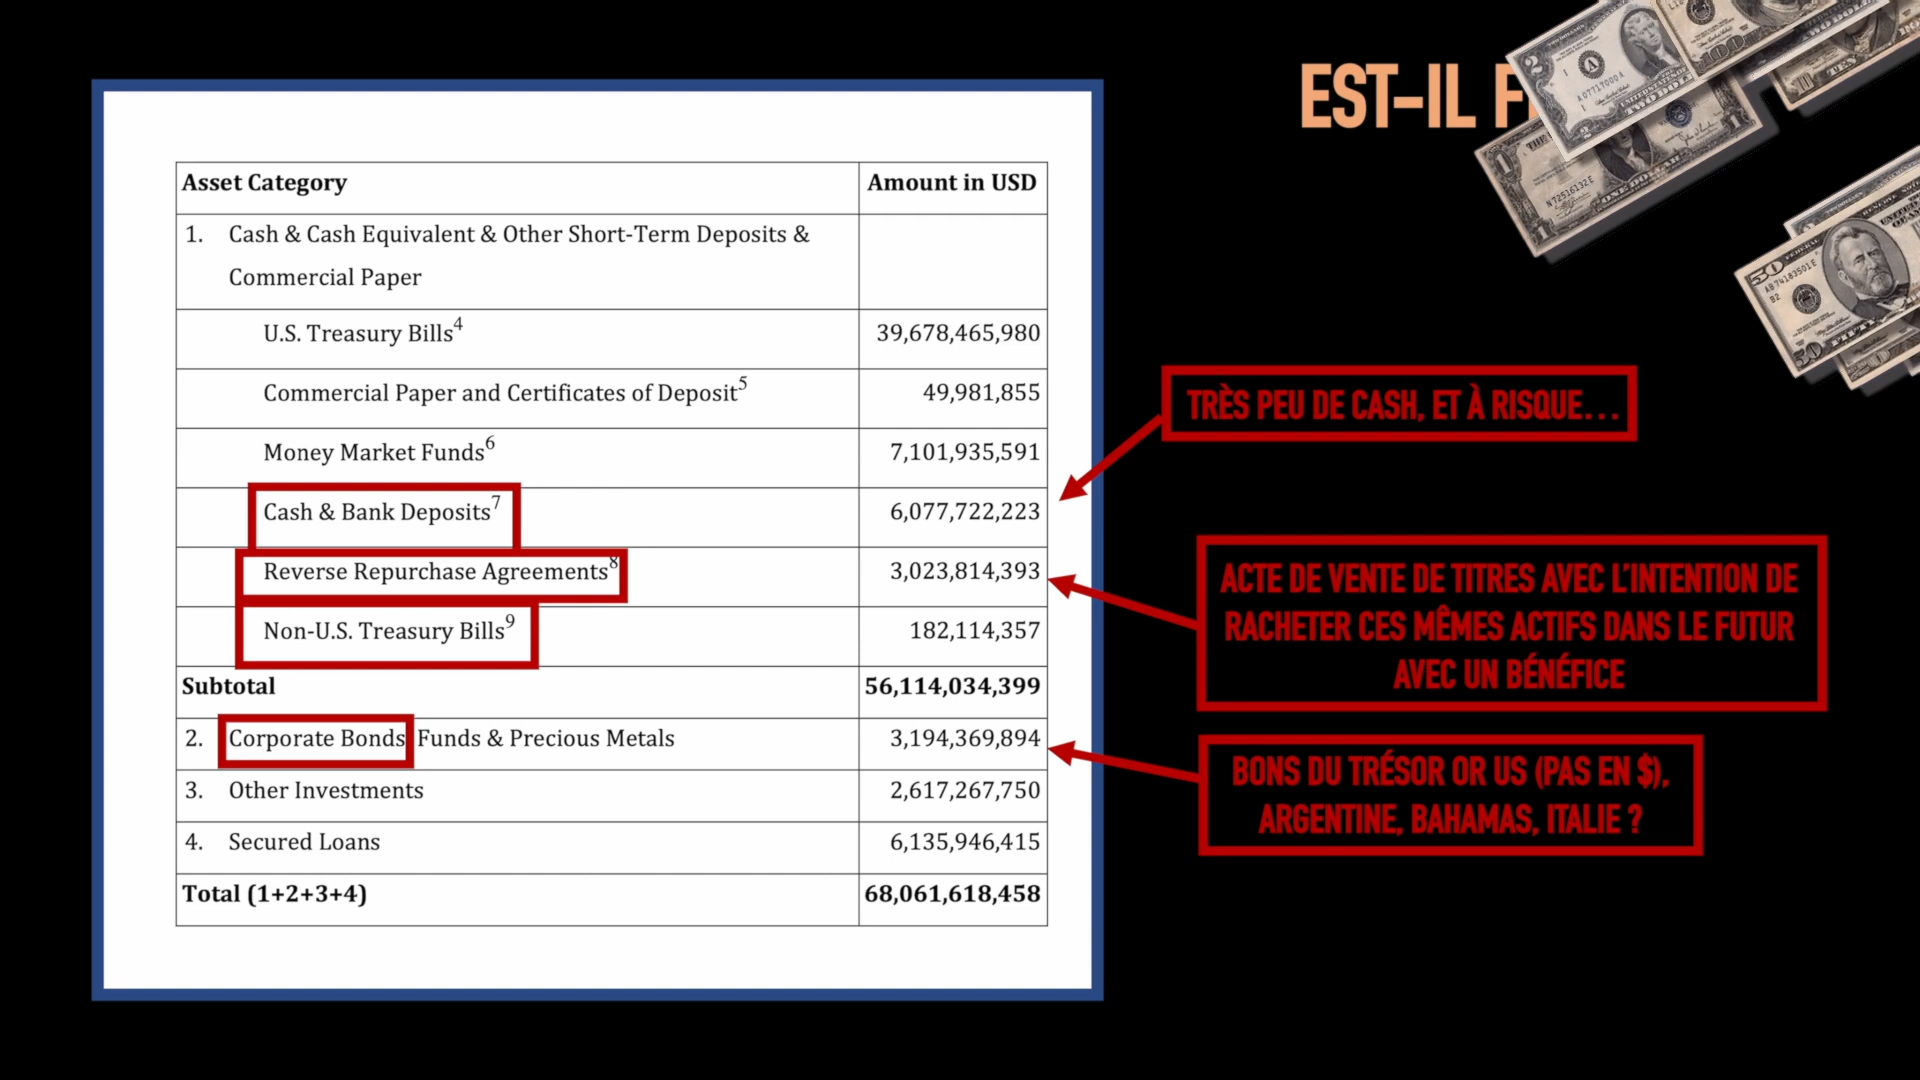 EST-IL F
Asset Category Amount in USD
1. Cash & Cash Equivalent & Other Short-Term Deposits &
Commercial Paper
U.S. Treasury Bills4 39,678,465,980
Commercial Paper and Certificates of Deposit5 49,981,855
Money Market Funds6 7,101,935,591
Cash & Bank Deposits7 6,077,722,223
Reverse Repurchase Agreements8 3,023,814,393
Non-U.S. Treasury Bills9 182,114,357
Subtotal 56,114,034,399
2. Corporate Bonds Funds & Precious Metals 3,194,369,894
3. Other Investments 2,617,267,750
4. Secured Loans 6,135,946,415
Total (1+2+3+4) 68,061,618,458
TRÈS PEU DE CASH, ET À RISQUE...
ACTE DE VENTE DE TITRES AVEC L'INTENTION DE
RACHETER CES MÊMES ACTIFS DANS LE FUTUR
AVEC UN BÉNÉFICE
BONS DU TRÉSOR OR US (PAS EN $),
ARGENTINE, BAHAMAS, ITALIE ?